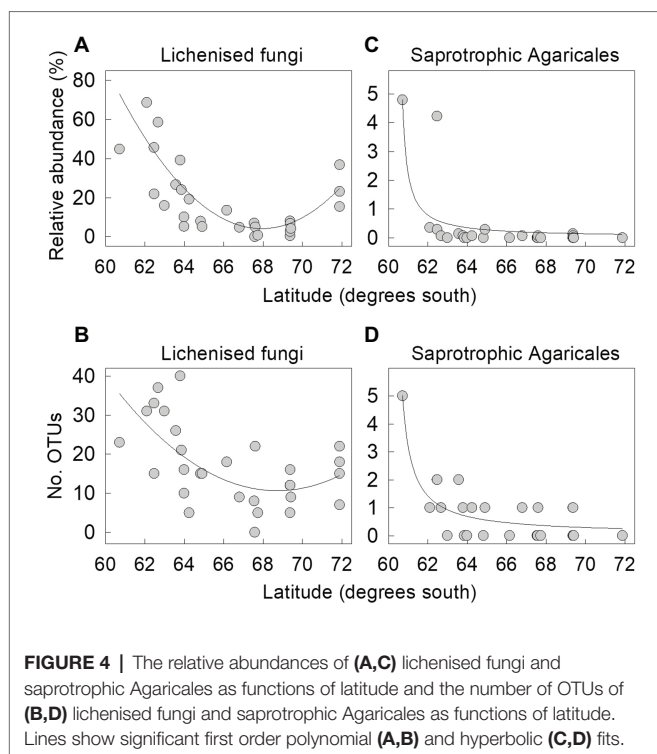 A
Lichenised fungi
Relative abundance (%)
80
60
40
20
0
60 62 64 66 68 70 72
Latitude (degrees south)
C
Saprotrophic Agaricales
5
4
3
2
1
0
60 62 64 66 68 70 72
B
Lichenised fungi
No. OTUs
40
30
20
10
0
60 62 64 66 68 70 72
Latitude (degrees south)
D
Saprotrophic Agaricales
5
4
3
2
1
0
60 62 64 66 68 70 72
FIGURE 4 | The relative abundances of (A,C) lichenised fungi and
saprotrophic Agaricales as functions of latitude and the number of OTUs of
(B,D) lichenised fungi and saprotrophic Agaricales as functions of latitude.
Lines show significant first order polynomial (A,B) and hyperbolic (C,D) fits.